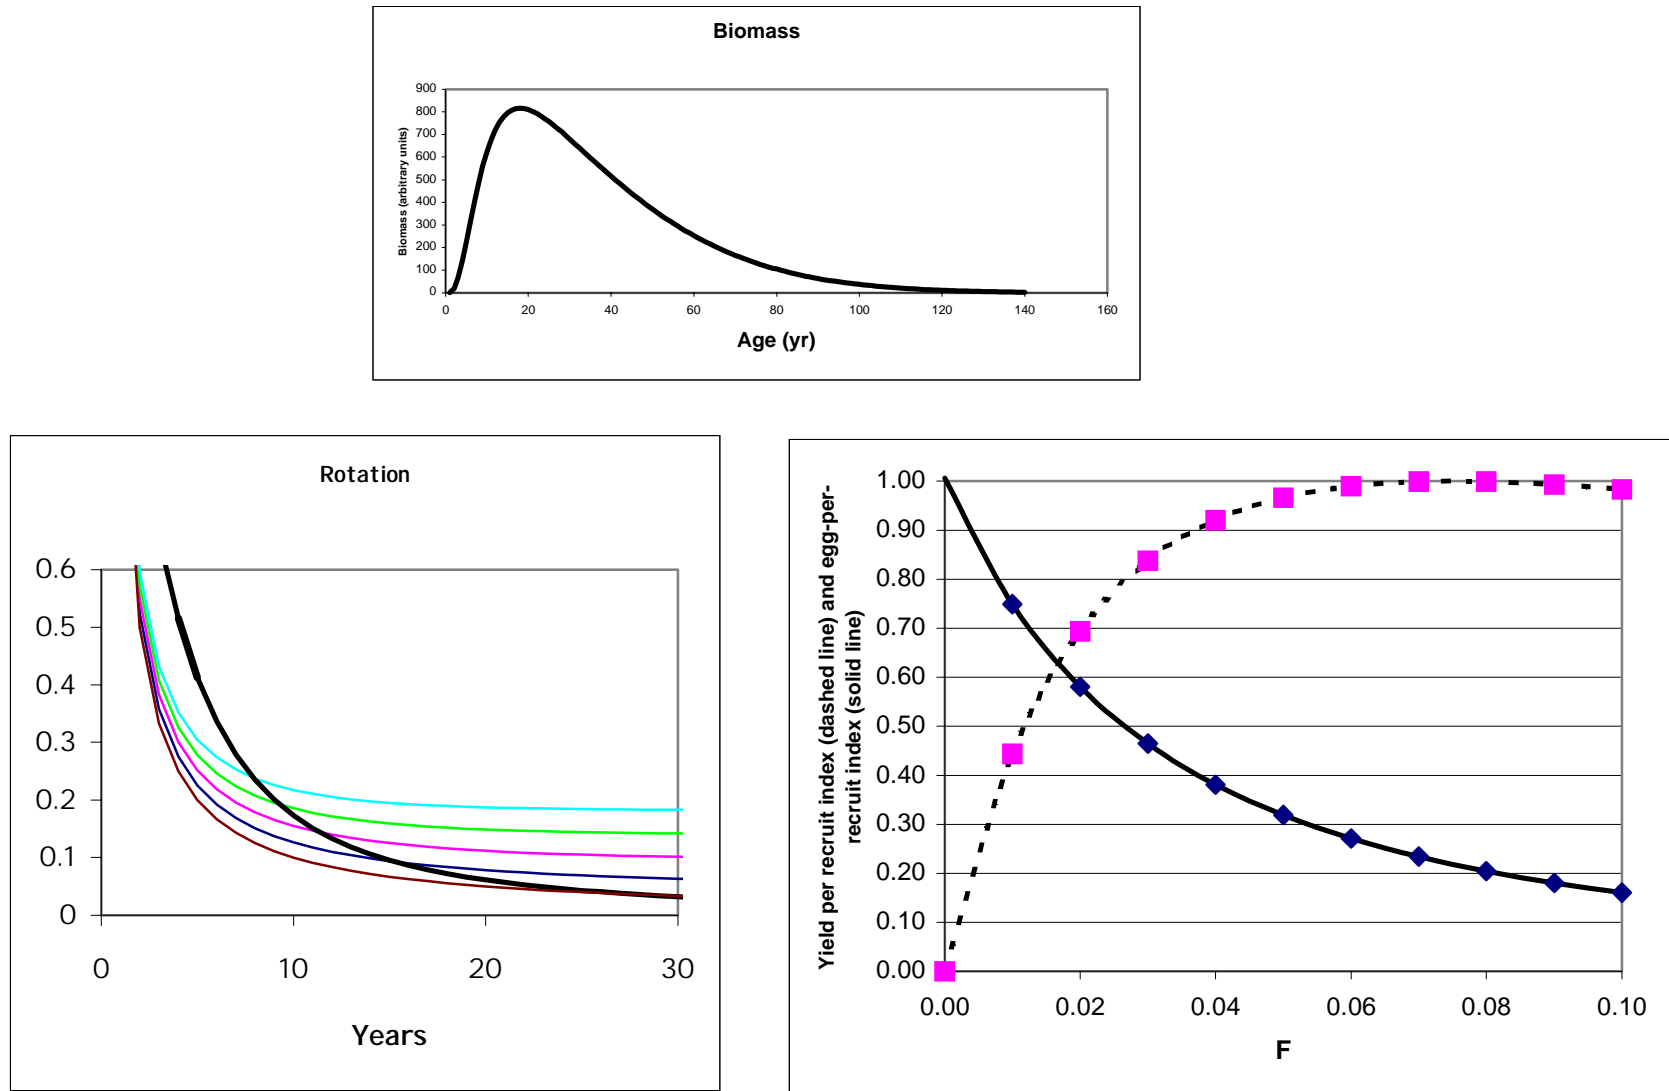 Biomass
Biomass (arbitrary units)
900
800
700
600
500
400
300
200
100
0
0 20 40 60 80 100 120 140 160
Age (yr)
Rotation
0.6
0.5
0.4
0.3
0.2
0.1
0
0 10 20 30
Years
Yield per recruit index (dashed line) and egg-per-
recruit index (solid line)
1.00
0.90
0.80
0.70
0.60
0.50
0.40
0.30
0.20
0.10
0.00
0.00 0.02 0.04 0.06 0.08 0.10
F